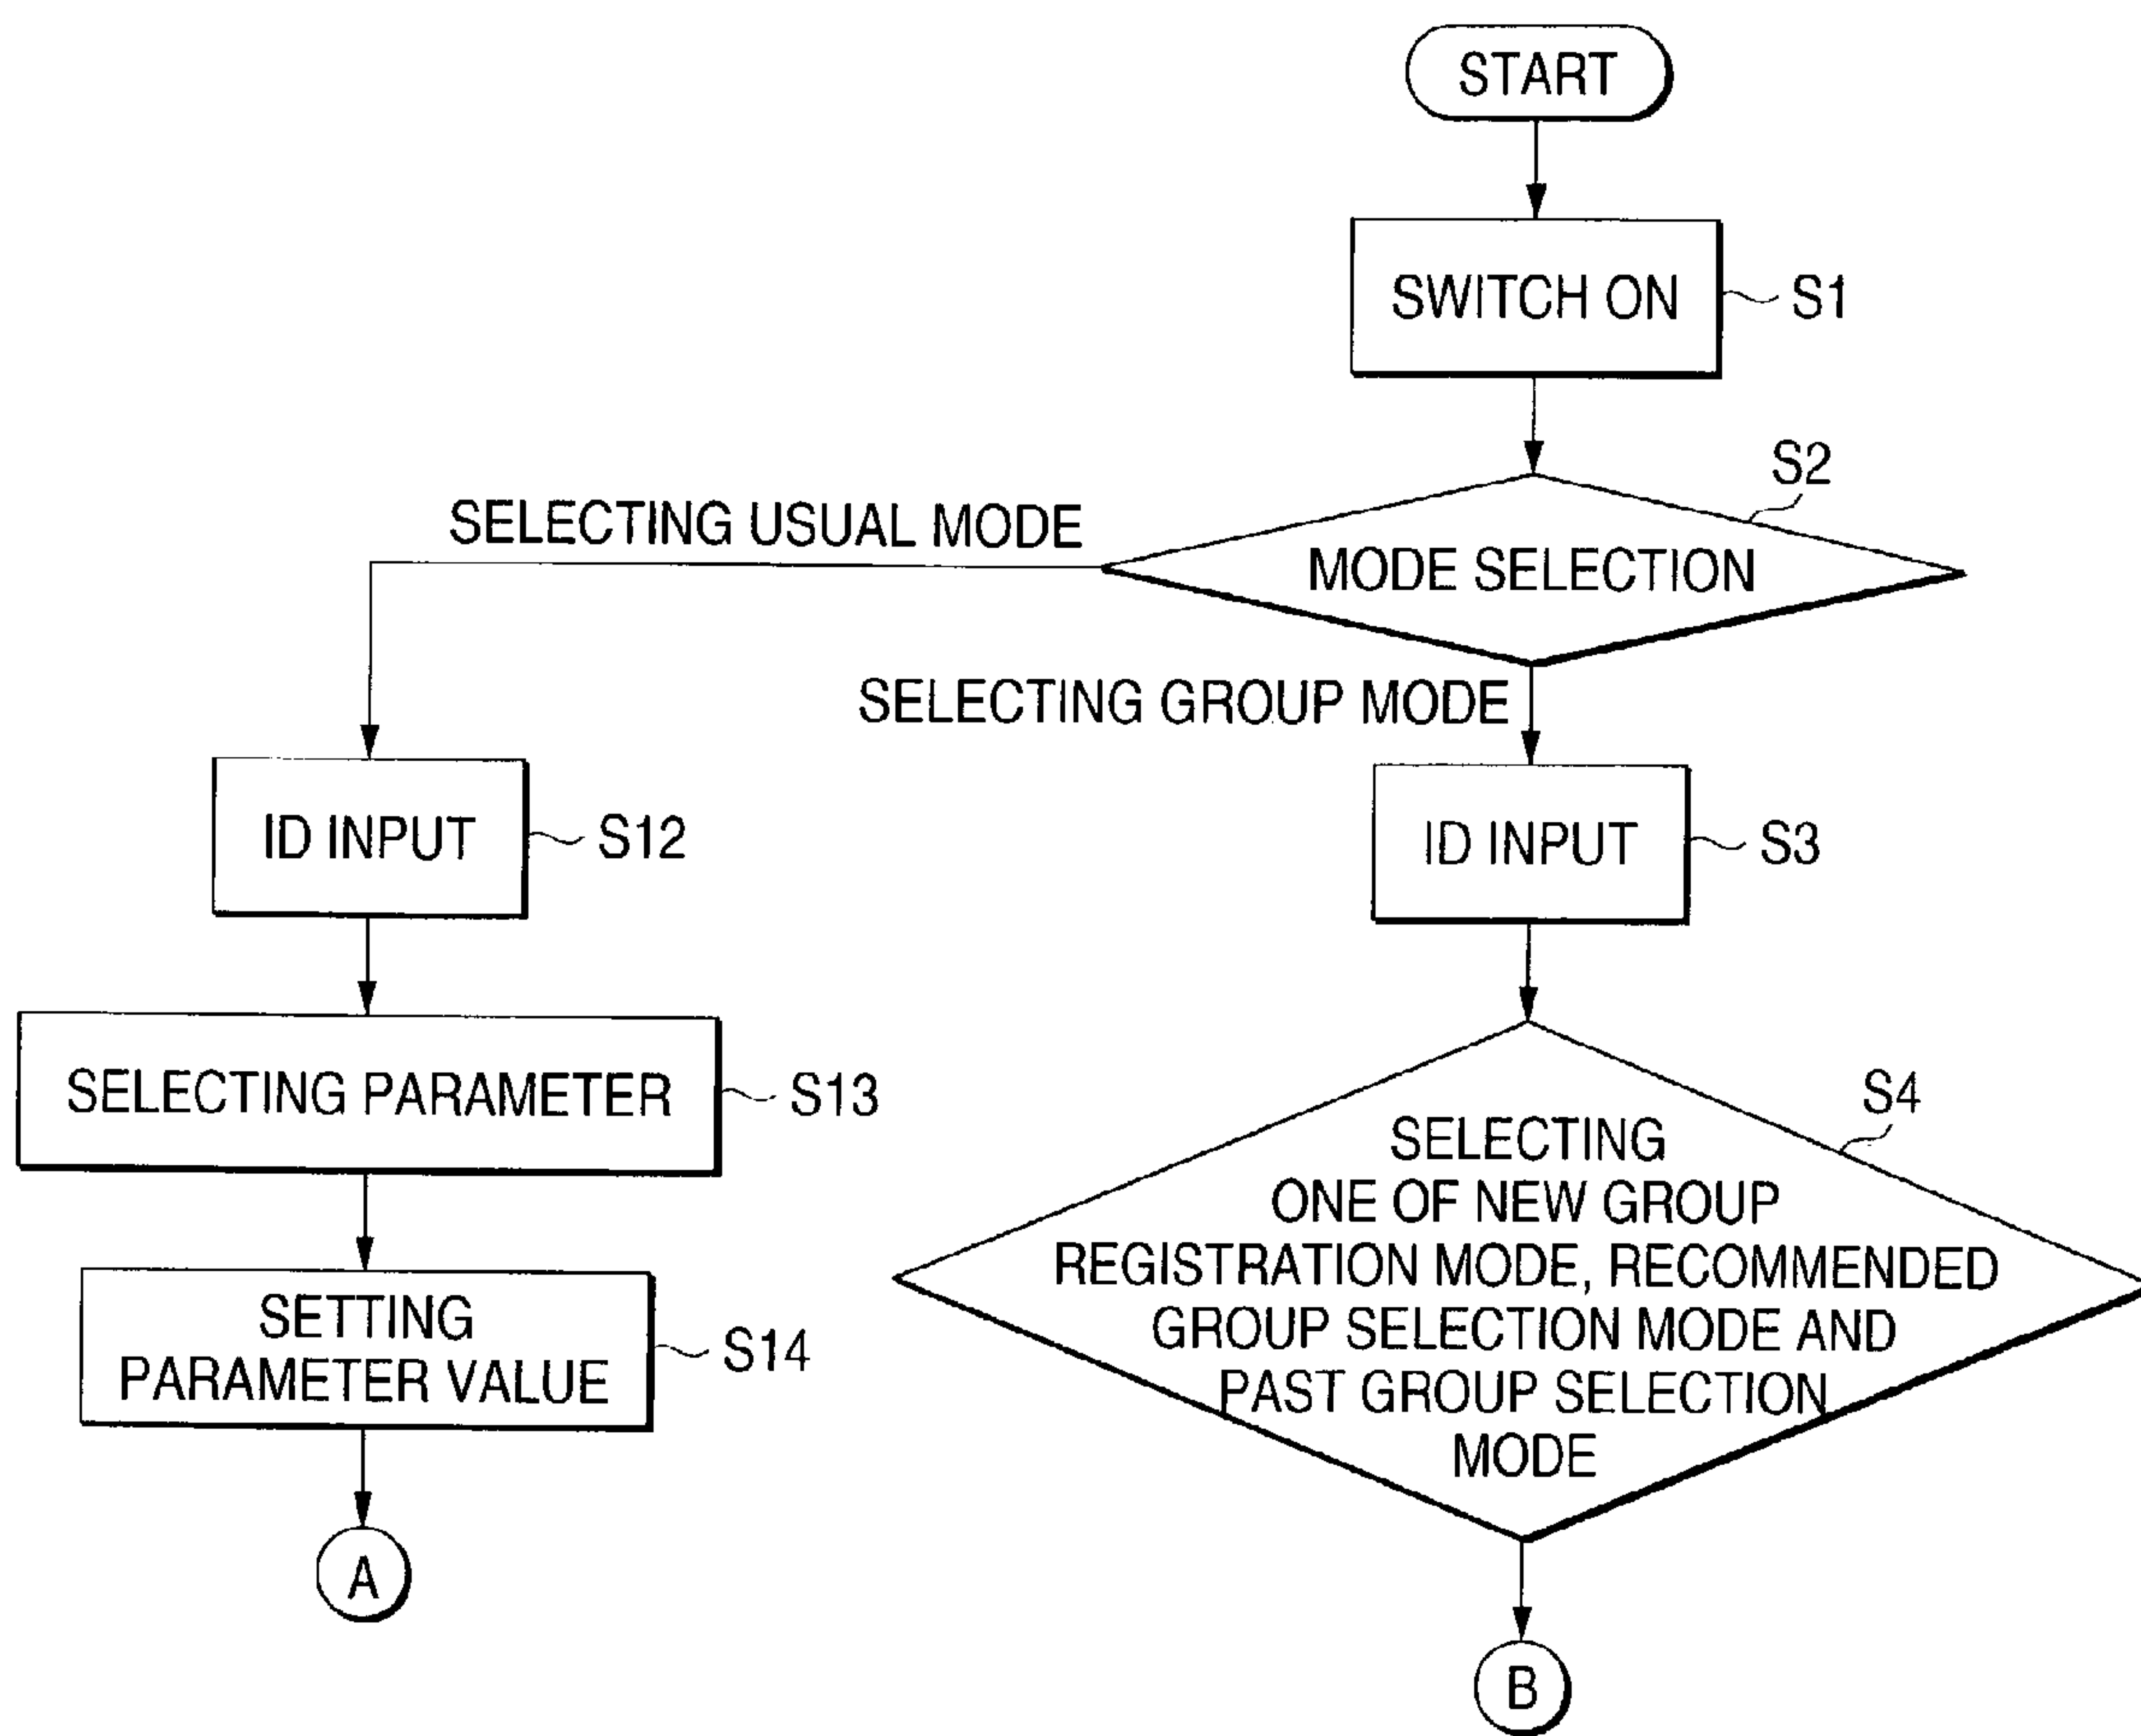 START
SWITCH ON
S1
S2
SELECTING USUAL MODE
MODE SELECTION
SELECTING GROUP MODE
ID INPUT
S12
ID INPUT
S3
SELECTING PARAMETER
S13
S4
SELECTING
ONE OF NEW GROUP
REGISTRATION MODE, RECOMMENDED
GROUP SELECTION MODE AND
PAST GROUP SELECTION
MODE
SETTING
PARAMETER VALUE
S14
A
B